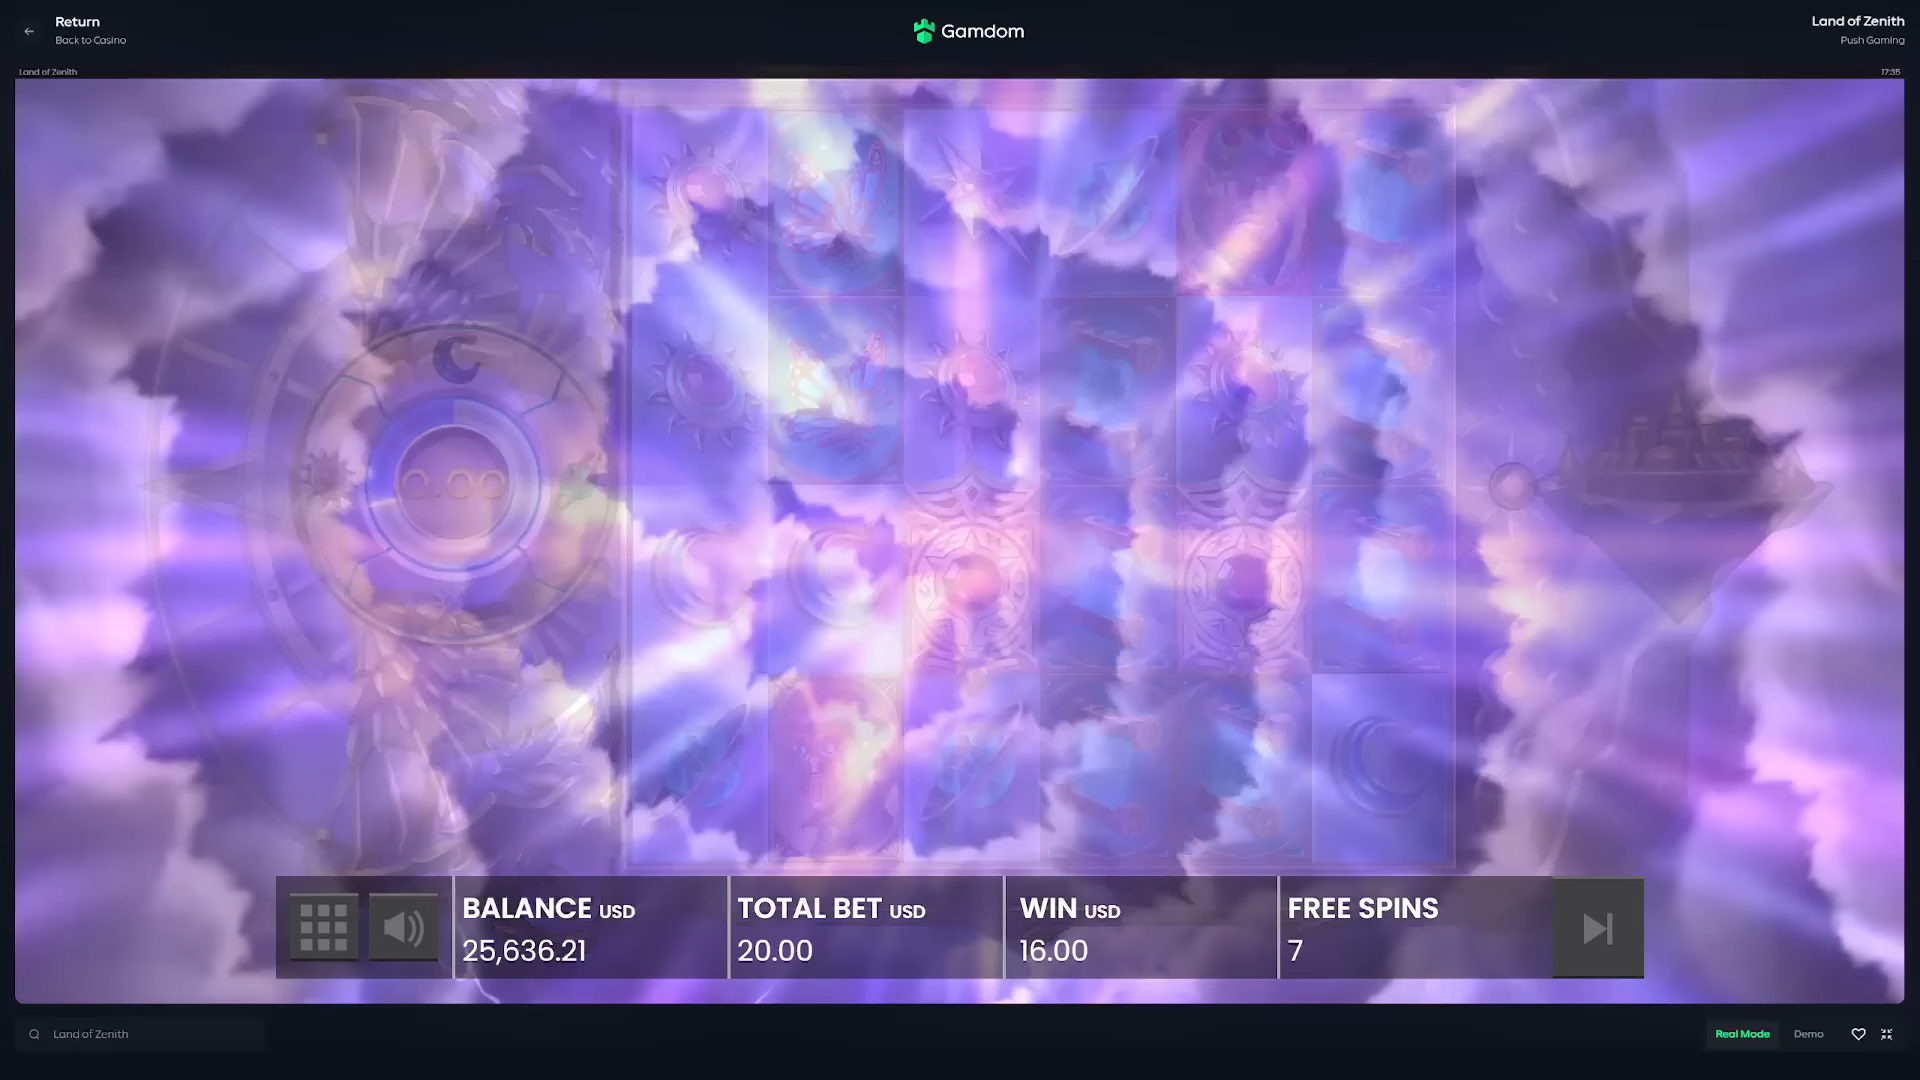 Return
Back to Casino
Gamdom
Land of Zenith
Push Gaming
Land of Zenith
17:35
0.00
BALANCE USD
25,636.21
TOTAL BET USD
20.00
WIN USD
16.00
FREE SPINS
7
Land of Zenith
Real Mode
Demo